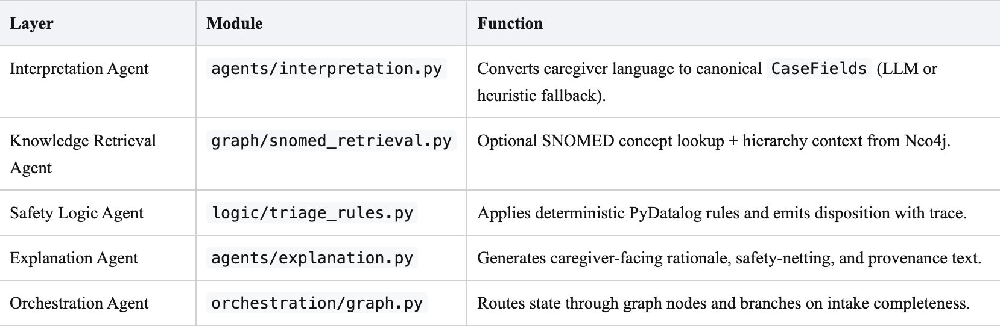 Layer Module Function
Interpretation Agent agents/interpretation.py Converts caregiver language to canonical CaseFields (LLM or
heuristic fallback).
Knowledge Retrieval graph/snomed_retrieval.py Optional SNOMED concept lookup + hierarchy context from Neo4j.
Agent
Safety Logic Agent logic/triage_rules.py Applies deterministic PyDatalog rules and emits disposition with trace.
Explanation Agent agents/explanation.py Generates caregiver-facing rationale, safety-netting, and provenance text.
Orchestration Agent orchestration/graph.py Routes state through graph nodes and branches on intake completeness.